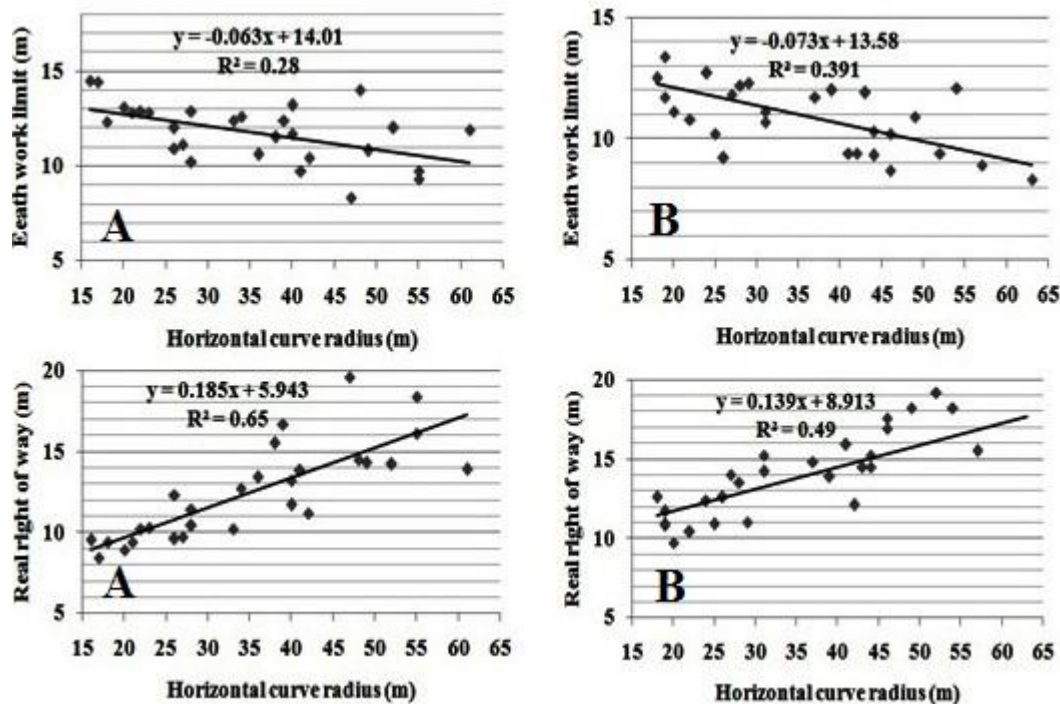 Eeath work limit (m)
15
10
5
y = -0.063x + 14.01
R² = 0.28
A
15 20 25 30 35 40 45 50 55 60 65
Horizontal curve radius (m)
Eeath work limit (m)
15
10
5
y = -0.073x + 13.58
R² = 0.391
B
15 20 25 30 35 40 45 50 55 60 65
Horizontal curve radius (m)
Real right of way (m)
20
15
10
5
y = 0.185x + 5.943
R² = 0.65
A
15 20 25 30 35 40 45 50 55 60 65
Horizontal curve radius (m)
Real right of way (m)
20
15
10
5
y = 0.139x + 8.913
R² = 0.49
B
15 20 25 30 35 40 45 50 55 60 65
Horizontal curve radius (m)